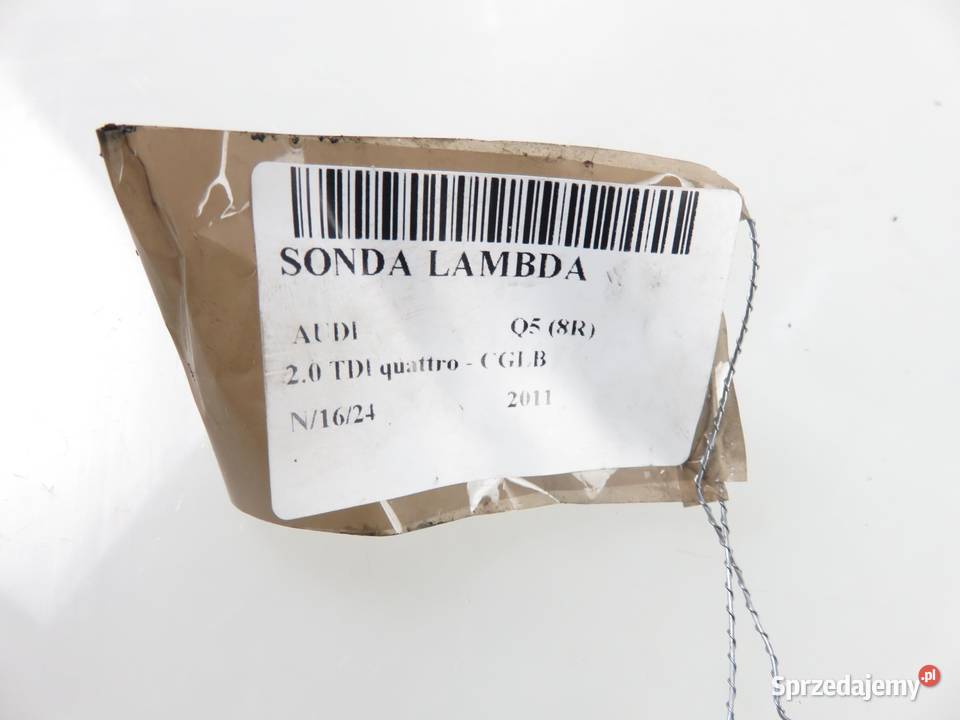 SONDA LAMBDA
AUDI Q5 (8R)
2.0 TDI quattro - CGLB
N/16/24 2011
Sprzedajemy.pl